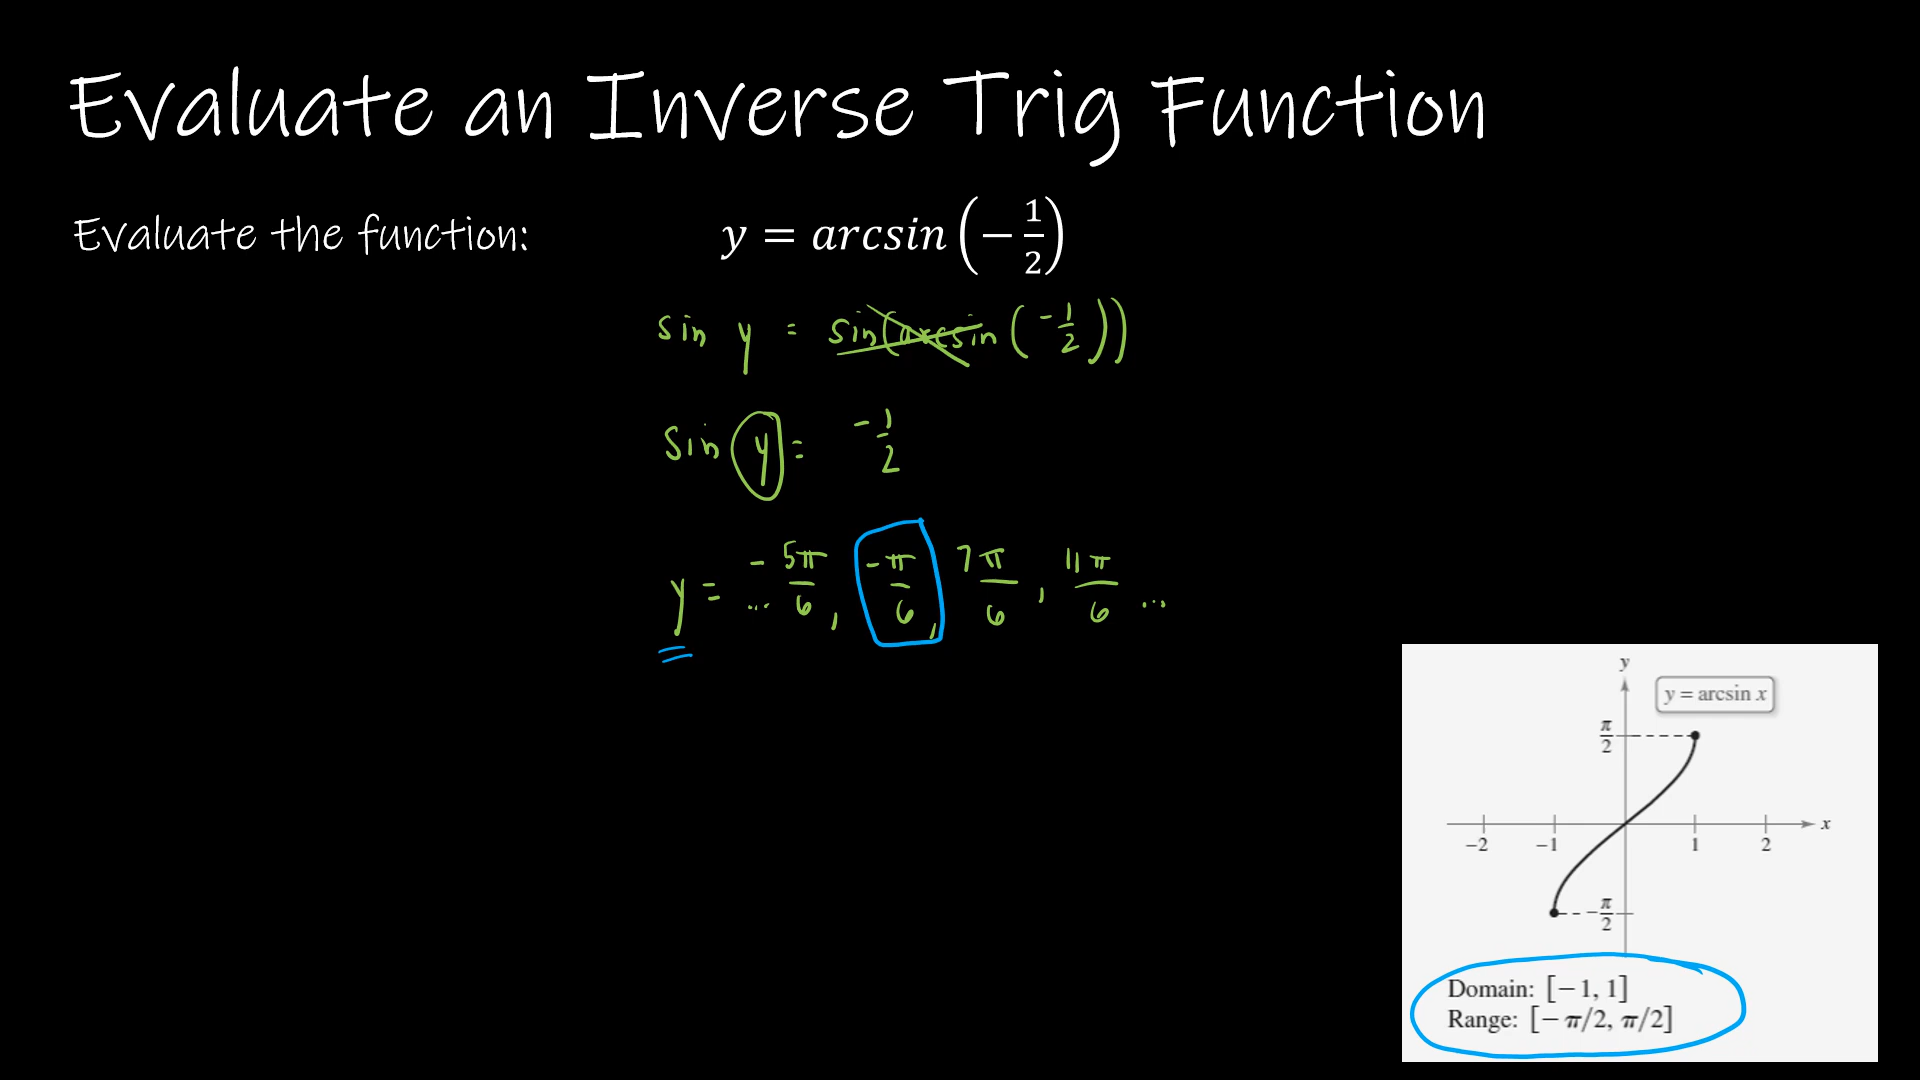 Evaluate an Inverse Trig Function
Evaluate the function: y = arcsin(−1/2)
sin y = sin(arcsin(-1/2))
sin y = -1/2
y = ... -5π/6, -π/6, 7π/6, 11π/6 ...
y
y = arcsin x
π/2
−2 −1 1 2 x
−π/2
Domain: [−1, 1]
Range: [−π/2, π/2]